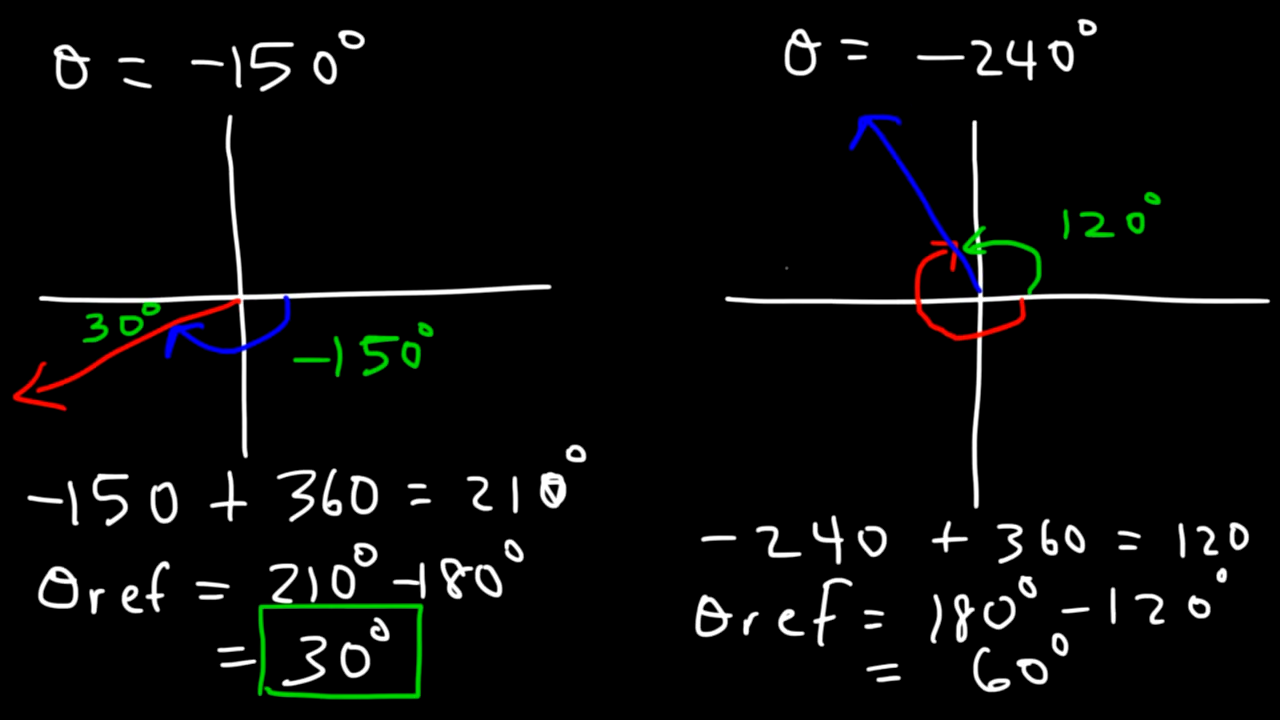 θ = -150°
30°
-150°
-150 + 360 = 210°
θref = 210° - 180°
= 30°
θ = -240°
120°
-240 + 360 = 120
θref = 180° - 120°
= 60°